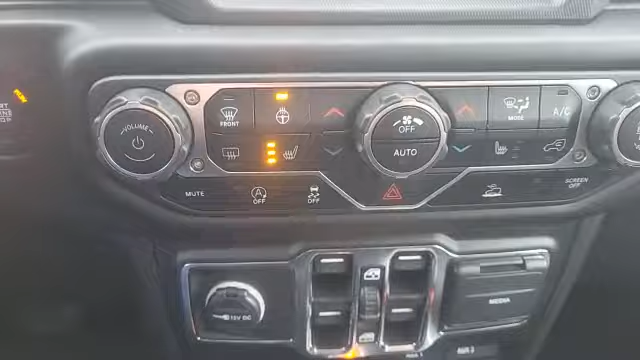 VOLUME
FRONT
OFF
MODE
A/C
AUTO
MUTE
OFF
OFF
SCREEN OFF
12V DC
MEDIA